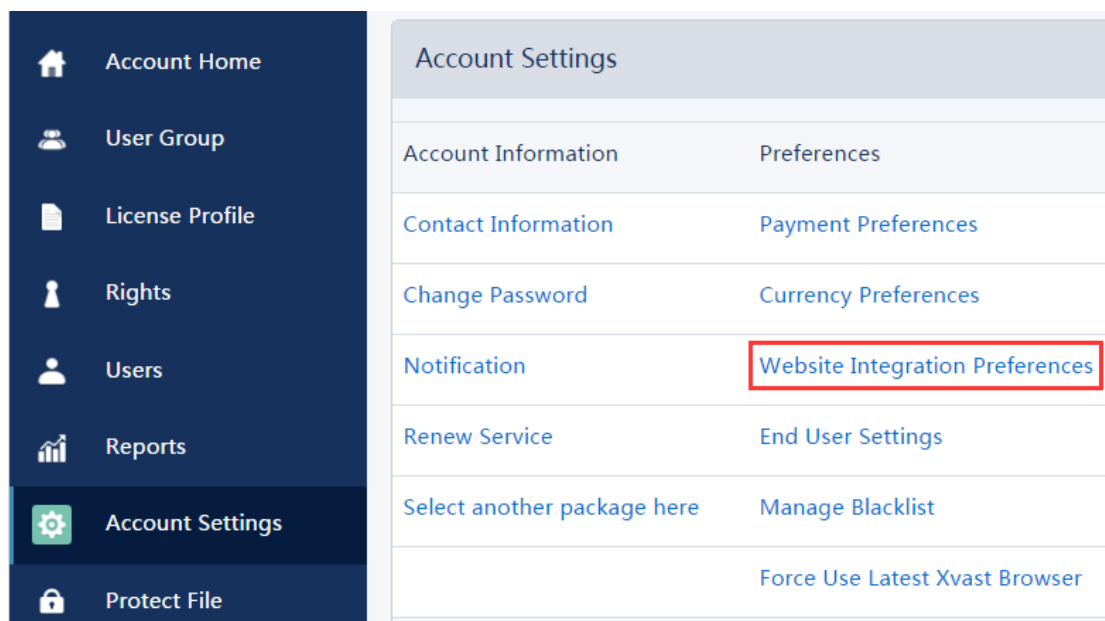 Account Home
User Group
License Profile
Rights
Users
Reports
Account Settings
Protect File
Account Settings
Account Information Preferences
Contact Information Payment Preferences
Change Password Currency Preferences
Notification Website Integration Preferences
Renew Service End User Settings
Select another package here Manage Blacklist
Force Use Latest Xvast Browser